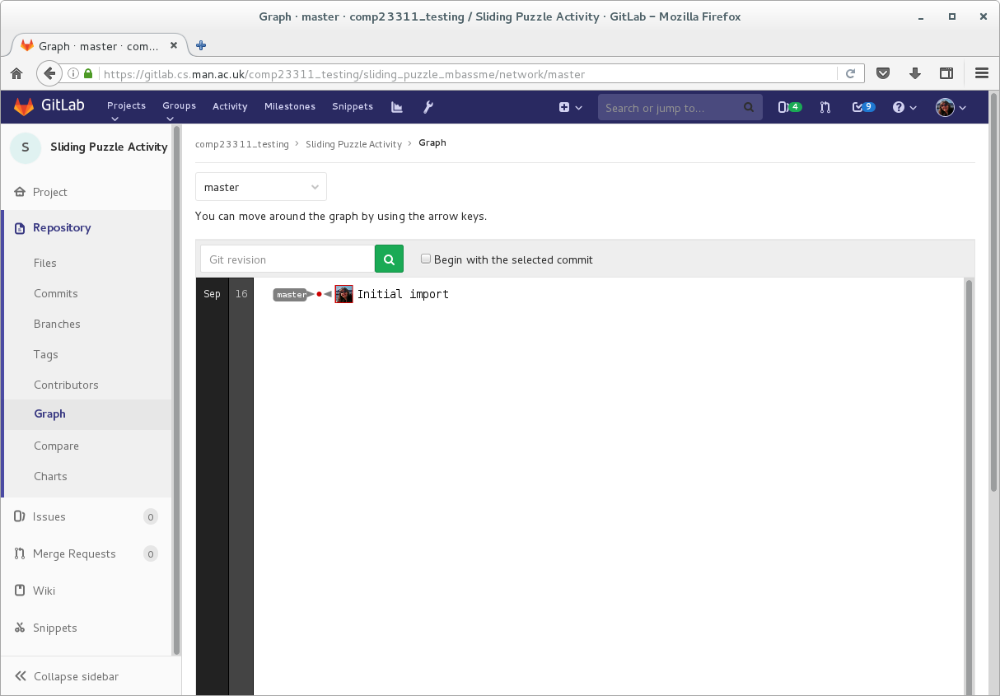 Graph · master · comp23311_testing / Sliding Puzzle Activity · GitLab – Mozilla Firefox
Graph · master · com...
https://gitlab.cs.man.ac.uk/comp23311_testing/sliding_puzzle_mbassme/network/master
GitLab Projects Groups Activity Milestones Snippets Search or jump to... 4 9
S Sliding Puzzle Activity
comp23311_testing › Sliding Puzzle Activity › Graph
master
You can move around the graph by using the arrow keys.
Git revision Begin with the selected commit
Sep 16 master Initial import
Project
Repository
Files
Commits
Branches
Tags
Contributors
Graph
Compare
Charts
Issues 0
Merge Requests 0
Wiki
Snippets
Collapse sidebar